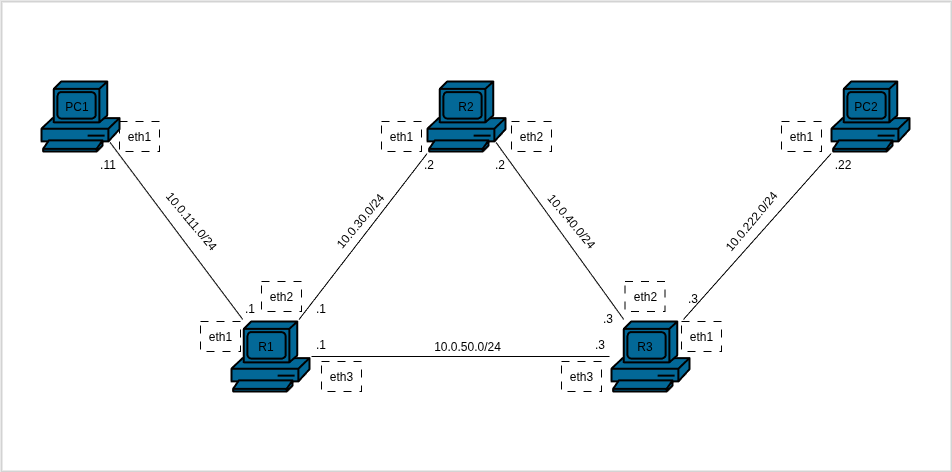 PC1
R2
PC2
eth1
eth1
eth2
eth1
.11
.2
.2
.22
10.0.111.0/24
10.0.30.0/24
10.0.40.0/24
10.0.222.0/24
eth2
eth2
.1
.1
.3
.3
eth1
R1
.1
10.0.50.0/24
.3
R3
eth1
eth3
eth3